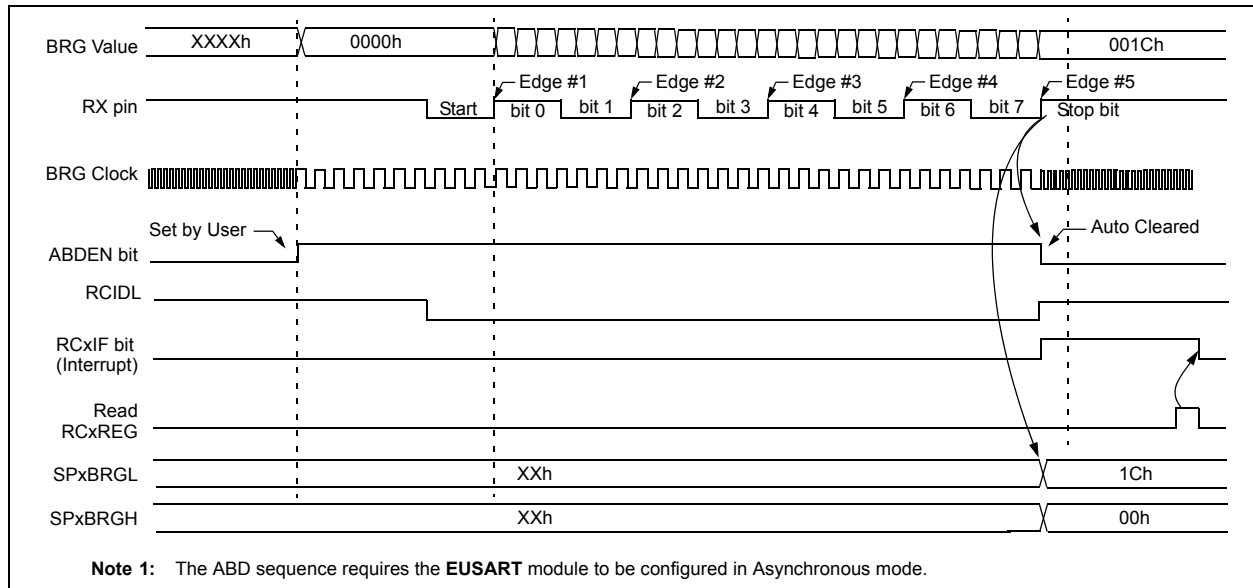 BRG Value XXXXh 0000h 001Ch
Edge #1 Edge #2 Edge #3 Edge #4 Edge #5
RX pin Start bit 0 bit 1 bit 2 bit 3 bit 4 bit 5 bit 6 bit 7 Stop bit
BRG Clock
Set by User Auto Cleared
ABDEN bit
RCIDL
RCxIF bit
(Interrupt)
Read
RCxREG
SPxBRGL XXh 1Ch
SPxBRGH XXh 00h
Note 1: The ABD sequence requires the EUSART module to be configured in Asynchronous mode.